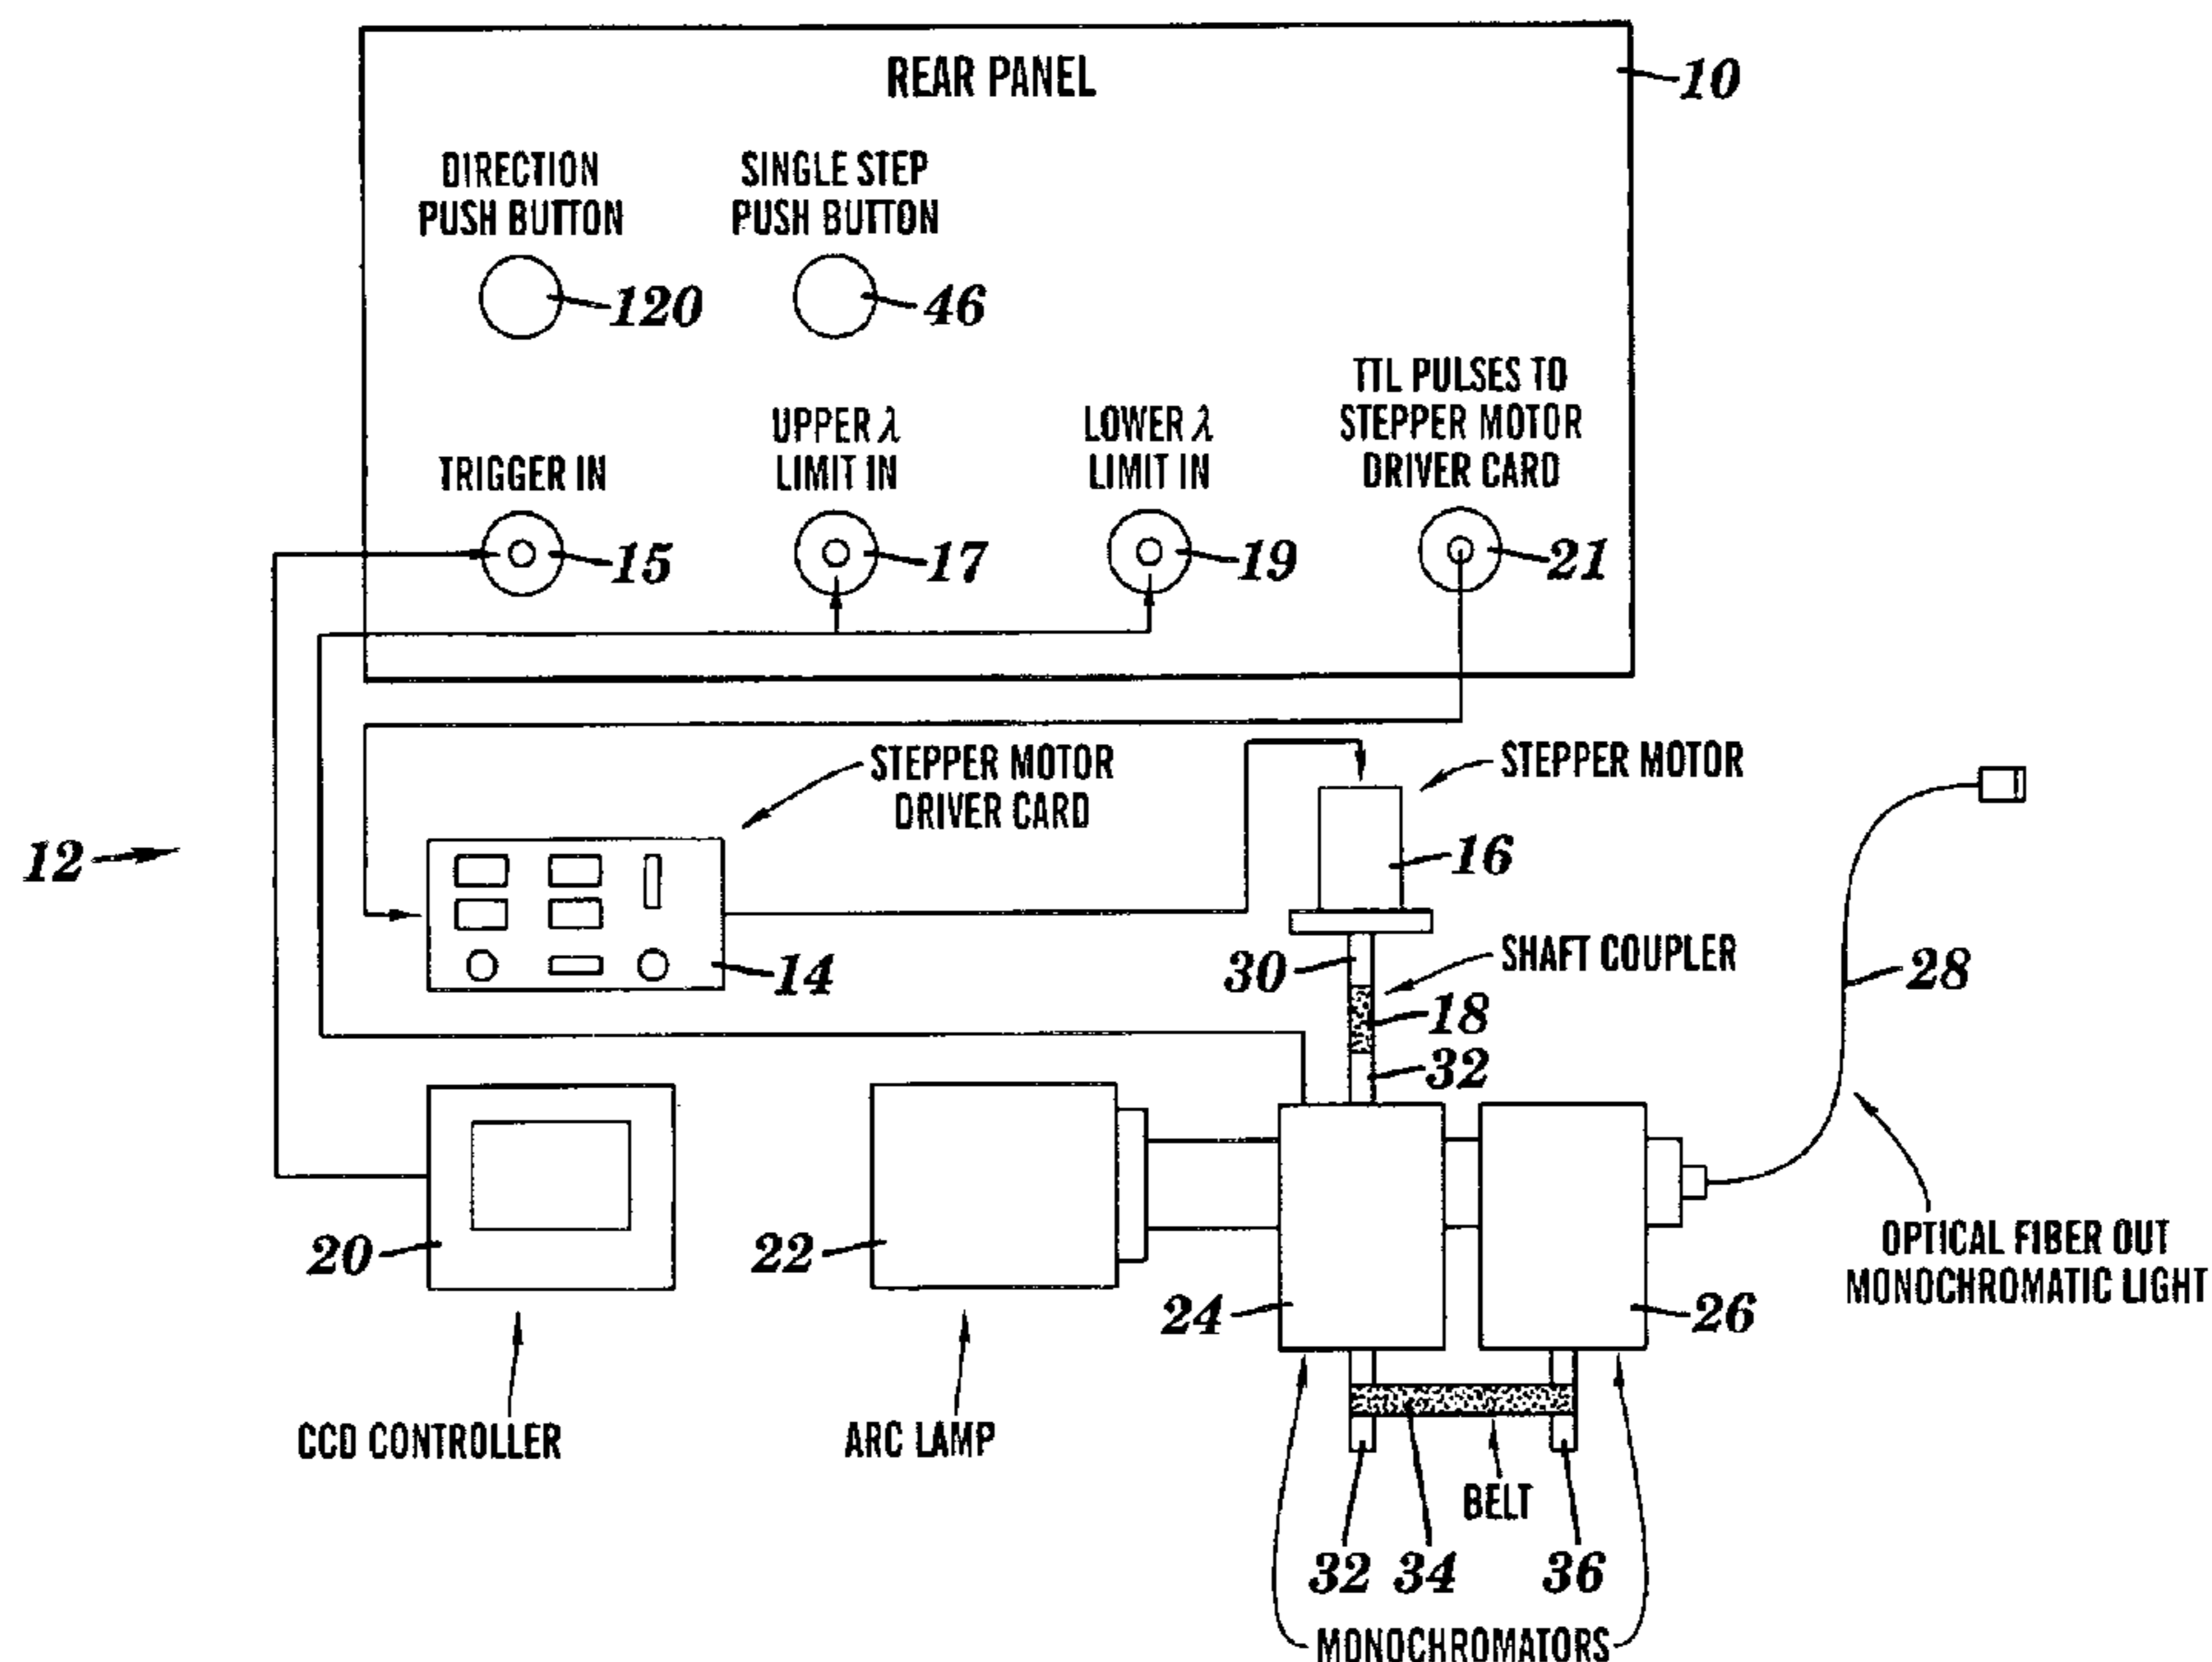 REAR PANEL
10
DIRECTION
PUSH BUTTON
SINGLE STEP
PUSH BUTTON
120
46
TTL PULSES TO
STEPPER MOTOR
DRIVER CARD
UPPER λ
LIMIT IN
LOWER λ
LIMIT IN
TRIGGER IN
15
17
19
21
STEPPER MOTOR
DRIVER CARD
STEPPER MOTOR
12
16
14
30
SHAFT COUPLER
18
32
28
20
22
24
26
OPTICAL FIBER OUT
MONOCHROMATIC LIGHT
CCD CONTROLLER
ARC LAMP
BELT
32
34
36
MONOCHROMATORS